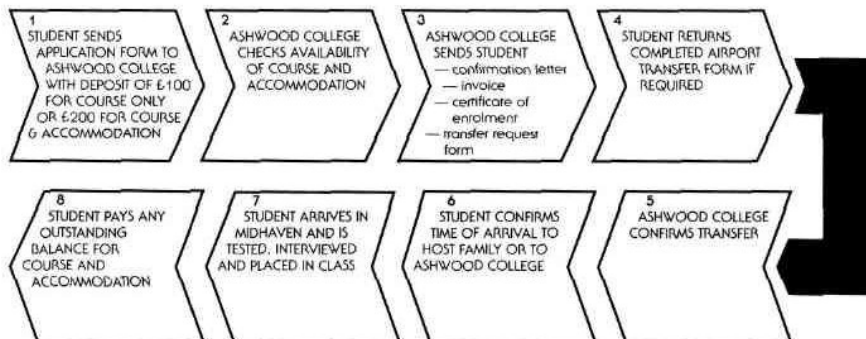 1
STUDENT SENDS
APPLICATION FORM TO
ASHWOOD COLLEGE
WITH DEPOSIT OF £100
FOR COURSE ONLY
OR £200 FOR COURSE
& ACCOMMODATION
2
ASHWOOD COLLEGE
CHECKS AVAILABILITY
OF COURSE AND
ACCOMMODATION
3
ASHWOOD COLLEGE
SENDS STUDENT
— confirmation letter
— invoice
— certificate of
enrolment
— transfer request
form
4
STUDENT RETURNS
COMPLETED AIRPORT
TRANSFER FORM IF
REQUIRED
5
ASHWOOD COLLEGE
CONFIRMS TRANSFER
6
STUDENT CONFIRMS
TIME OF ARRIVAL TO
HOST FAMILY OR TO
ASHWOOD COLLEGE
7
STUDENT ARRIVES IN
MIDHAVEN AND IS
TESTED, INTERVIEWED
AND PLACED IN CLASS
8
STUDENT PAYS ANY
OUTSTANDING
BALANCE FOR
COURSE AND
ACCOMMODATION